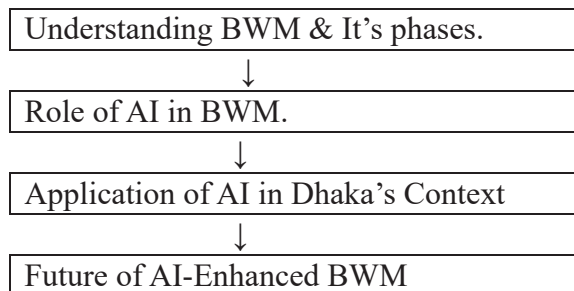 Understanding BWM & It's phases.
↓
Role of AI in BWM.
↓
Application of AI in Dhaka's Context
↓
Future of AI-Enhanced BWM